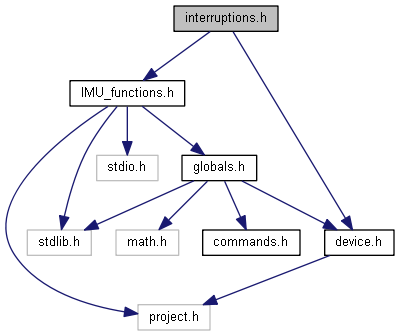 interruptions.h
IMU_functions.h
stdio.h
globals.h
stdlib.h
math.h
commands.h
device.h
project.h